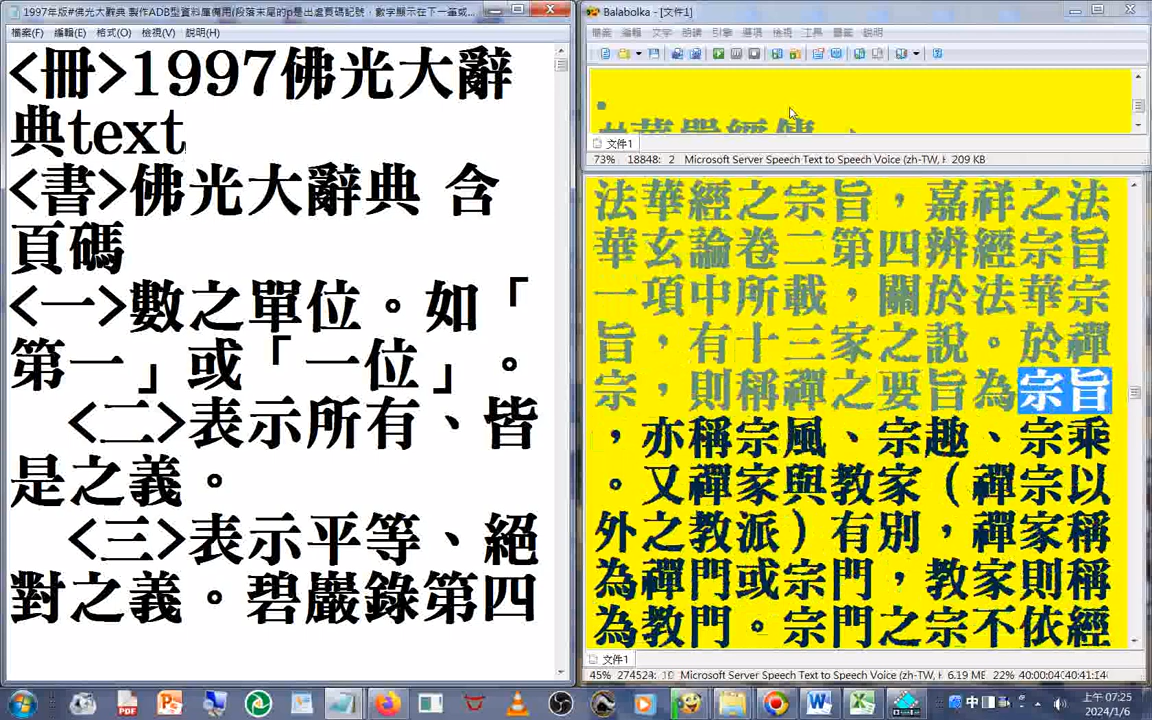 1997年版#佛光大辭典 製作ADB型資料庫備用(段落末尾的p是出處頁碼記號，數字顯示在下一筆或...
檔案(F) 編輯(E) 格式(O) 檢視(V) 說明(H)
<冊>1997佛光大辭
典text
<書>佛光大辭典 含
頁碼
<一>數之單位。如「
第一」或「一位」。
<二>表示所有、皆
是之義。
<三>表示平等、絕
對之義。碧巖錄第四
Balabolka - [文件1]
檔案 編輯 文字 朗讀 引擎 選項 檢視 工具 書籤 說明
#華嚴經傳
文件1
73% 18848: 2 Microsoft Server Speech Text to Speech Voice (zh-TW, H 209 KB
法華經之宗旨，嘉祥之法
華玄論卷二第四辨經宗旨
一項中所載，關於法華宗
旨，有十三家之說。於禪
宗，則稱禪之要旨為宗旨
，亦稱宗風、宗趣、宗乘
。又禪家與教家（禪宗以
外之教派）有別，禪家稱
為禪門或宗門，教家則稱
為教門。宗門之宗不依經
文件1
45% 274524: 1 Microsoft Server Speech Text to Speech Voice (zh-TW, H 6.19 ME 22% 40:00:04/40:41:14
PDF
中
上午 07:25
2024/1/6